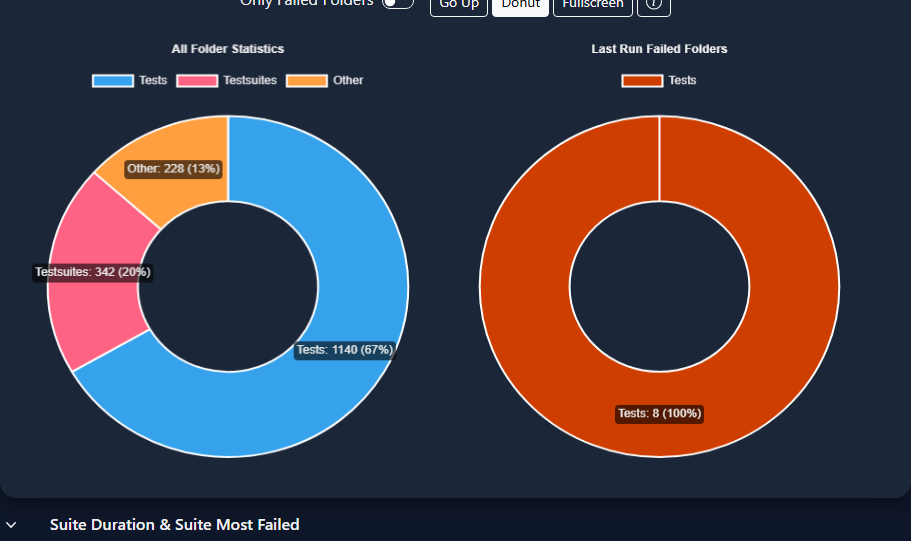 Only Failed Folders
Go Up
Donut
Fullscreen
All Folder Statistics
Tests
Testsuites
Other
Other: 228 (13%)
Testsuites: 342 (20%)
Tests: 1140 (67%)
Last Run Failed Folders
Tests
Tests: 8 (100%)
Suite Duration & Suite Most Failed